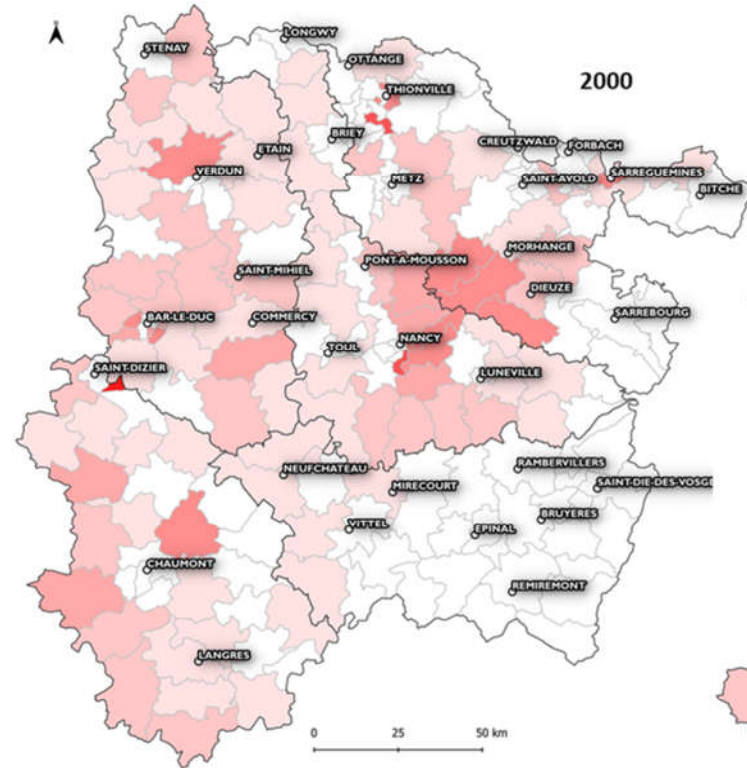 LONGWY
STENAY
OTTANGE
2000
THIONVILLE
BRIEY
CREUTZWALD
FORBACH
ETAIN
VERDUN
METZ
SAINT-AVOLD
SARREGUEMINES
BITCHE
MORHANGE
PONT-A-MOUSSON
SAINT-MIHIEL
DIEUZE
BAR-LE-DUC
COMMERCY
SARREBOURG
NANCY
TOUL
SAINT-DIZIER
LUNEVILLE
NEUFCHATEAU
RAMBERVILLERS
MIRECOURT
SAINT-DIE-DES-VOSGE
VITTEL
BRUYERES
EPINAL
CHAUMONT
REMIREMONT
LANGRES
0 25 50 km